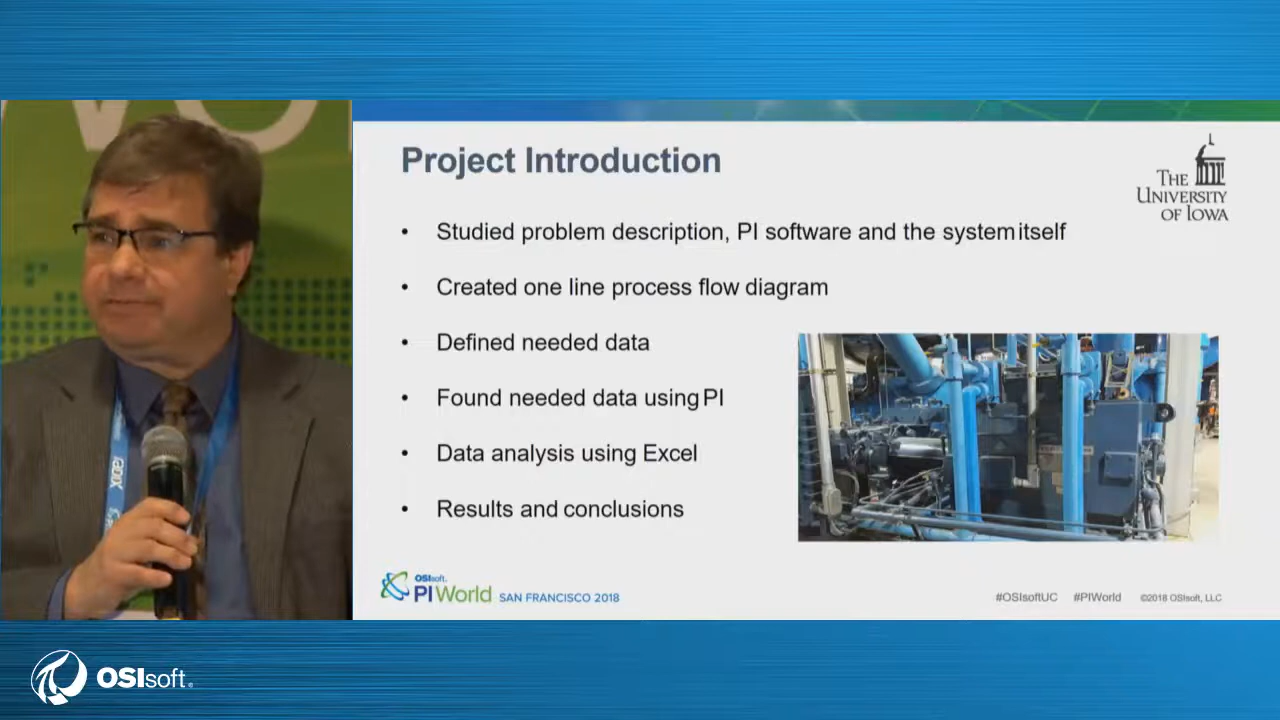 Project Introduction
THE
UNIVERSITY
OF IOWA
• Studied problem description, PI software and the system itself
• Created one line process flow diagram
• Defined needed data
• Found needed data using PI
• Data analysis using Excel
• Results and conclusions
OSIsoft.
PI World SAN FRANCISCO 2018
#OSIsoftUC #PIWorld ©2018 OSIsoft, LLC
OSIsoft.